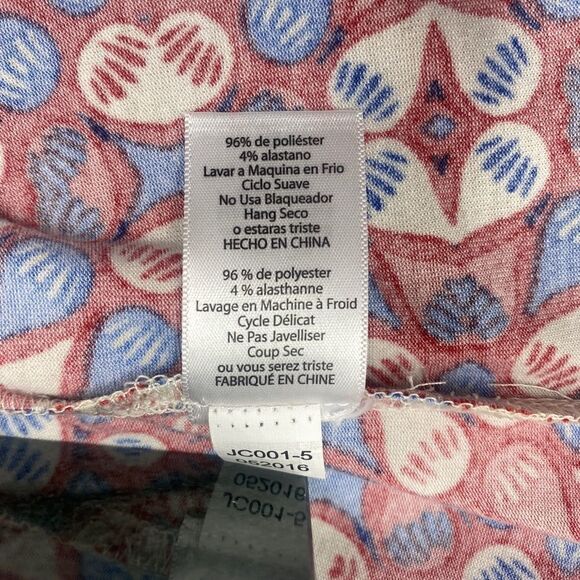 96% de poliéster
4% alastano
Lavar a Maquina en Frio
Ciclo Suave
No Usa Blaqueador
Hang Seco
o estaras triste
HECHO EN CHINA
96 % de polyester
4 % alasthanne
Lavage en Machine à Froid
Cycle Délicat
Ne Pas Javelliser
Coup Sec
ou vous serez triste
FABRIQUÉ EN CHINE
JC001-5
052016